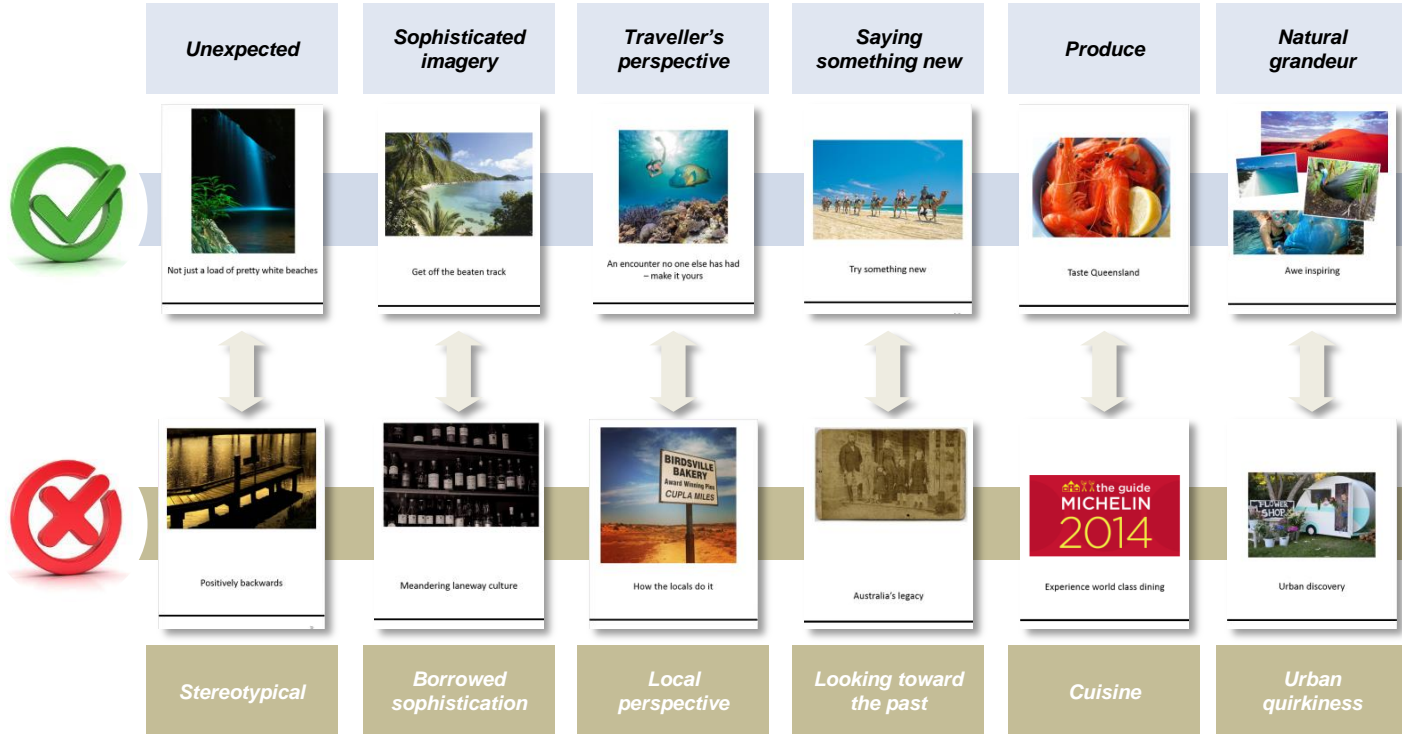 Unexpected
Sophisticated
imagery
Traveller's
perspective
Saying
something new
Produce
Natural
grandeur
Not just a load of pretty white beaches
Get off the beaten track
An encounter no one else has had
– make it yours
Try something new
Taste Queensland
Awe inspiring
BIRDSVILLE
BAKERY
Award Winning Pies
CUPLA MILES
the guide
MICHELIN
2014
FLOWER
SHOP
Positively backwards
Meandering laneway culture
How the locals do it
Australia's legacy
Experience world class dining
Urban discovery
Stereotypical
Borrowed
sophistication
Local
perspective
Looking toward
the past
Cuisine
Urban
quirkiness